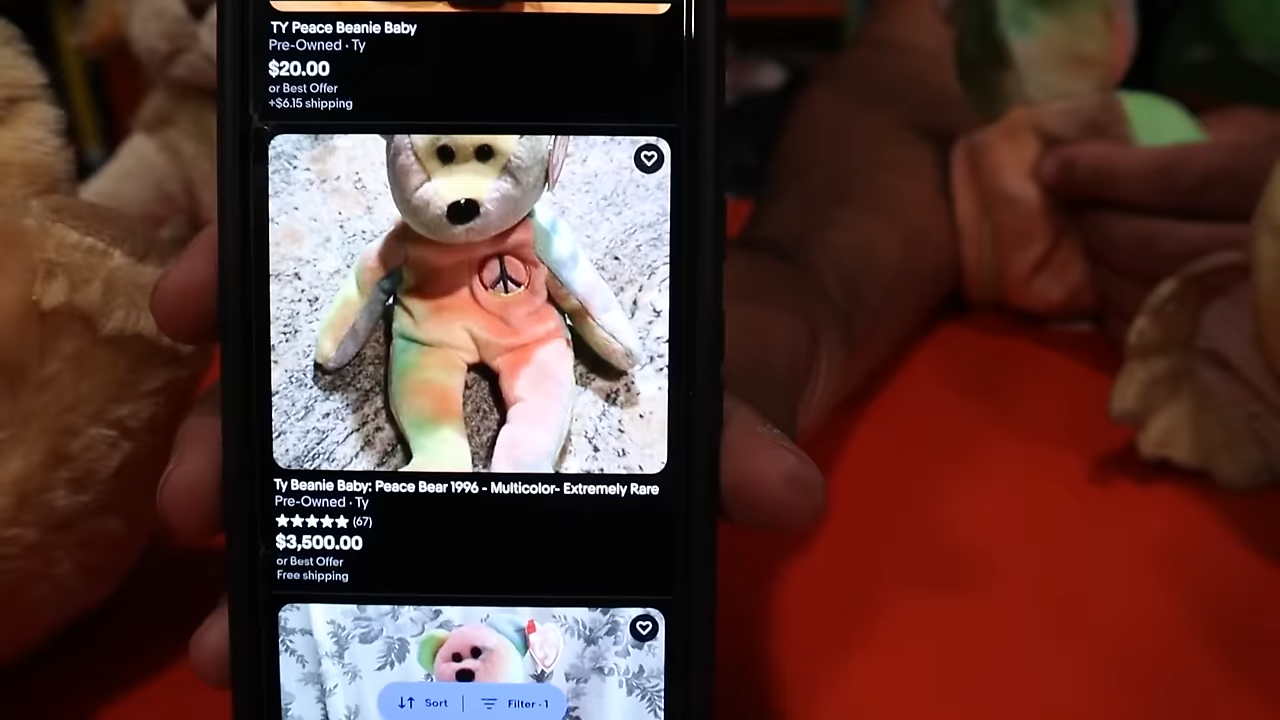 TY Peace Beanie Baby
Pre-Owned · Ty
$20.00
or Best Offer
+$6.15 shipping
Ty Beanie Baby: Peace Bear 1996 - Multicolor- Extremely Rare
Pre-Owned · Ty
★★★★★ (67)
$3,500.00
or Best Offer
Free shipping
Sort
Filter · 1